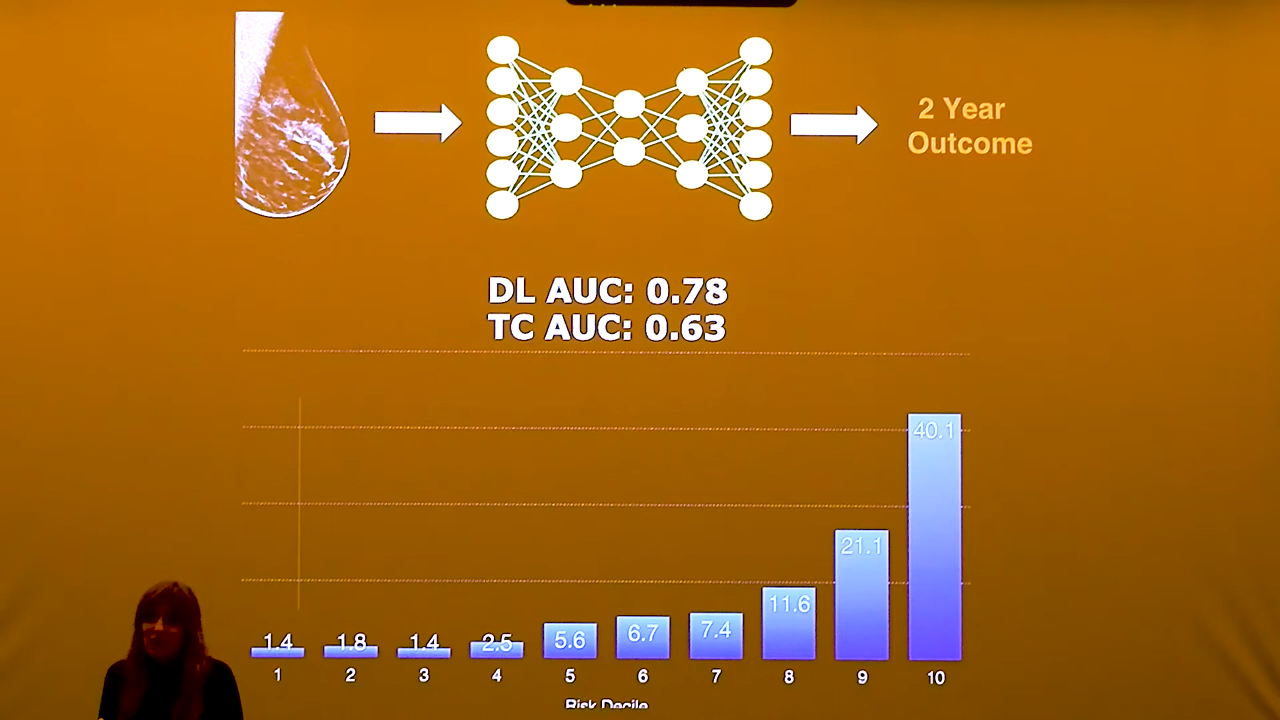 2 Year
Outcome
DL AUC: 0.78
TC AUC: 0.63
40.1
21.1
11.6
7.4
6.7
5.6
1.4 1.8 1.4 2.5
1 2 3 4 5 6 7 8 9 10
Risk Decile